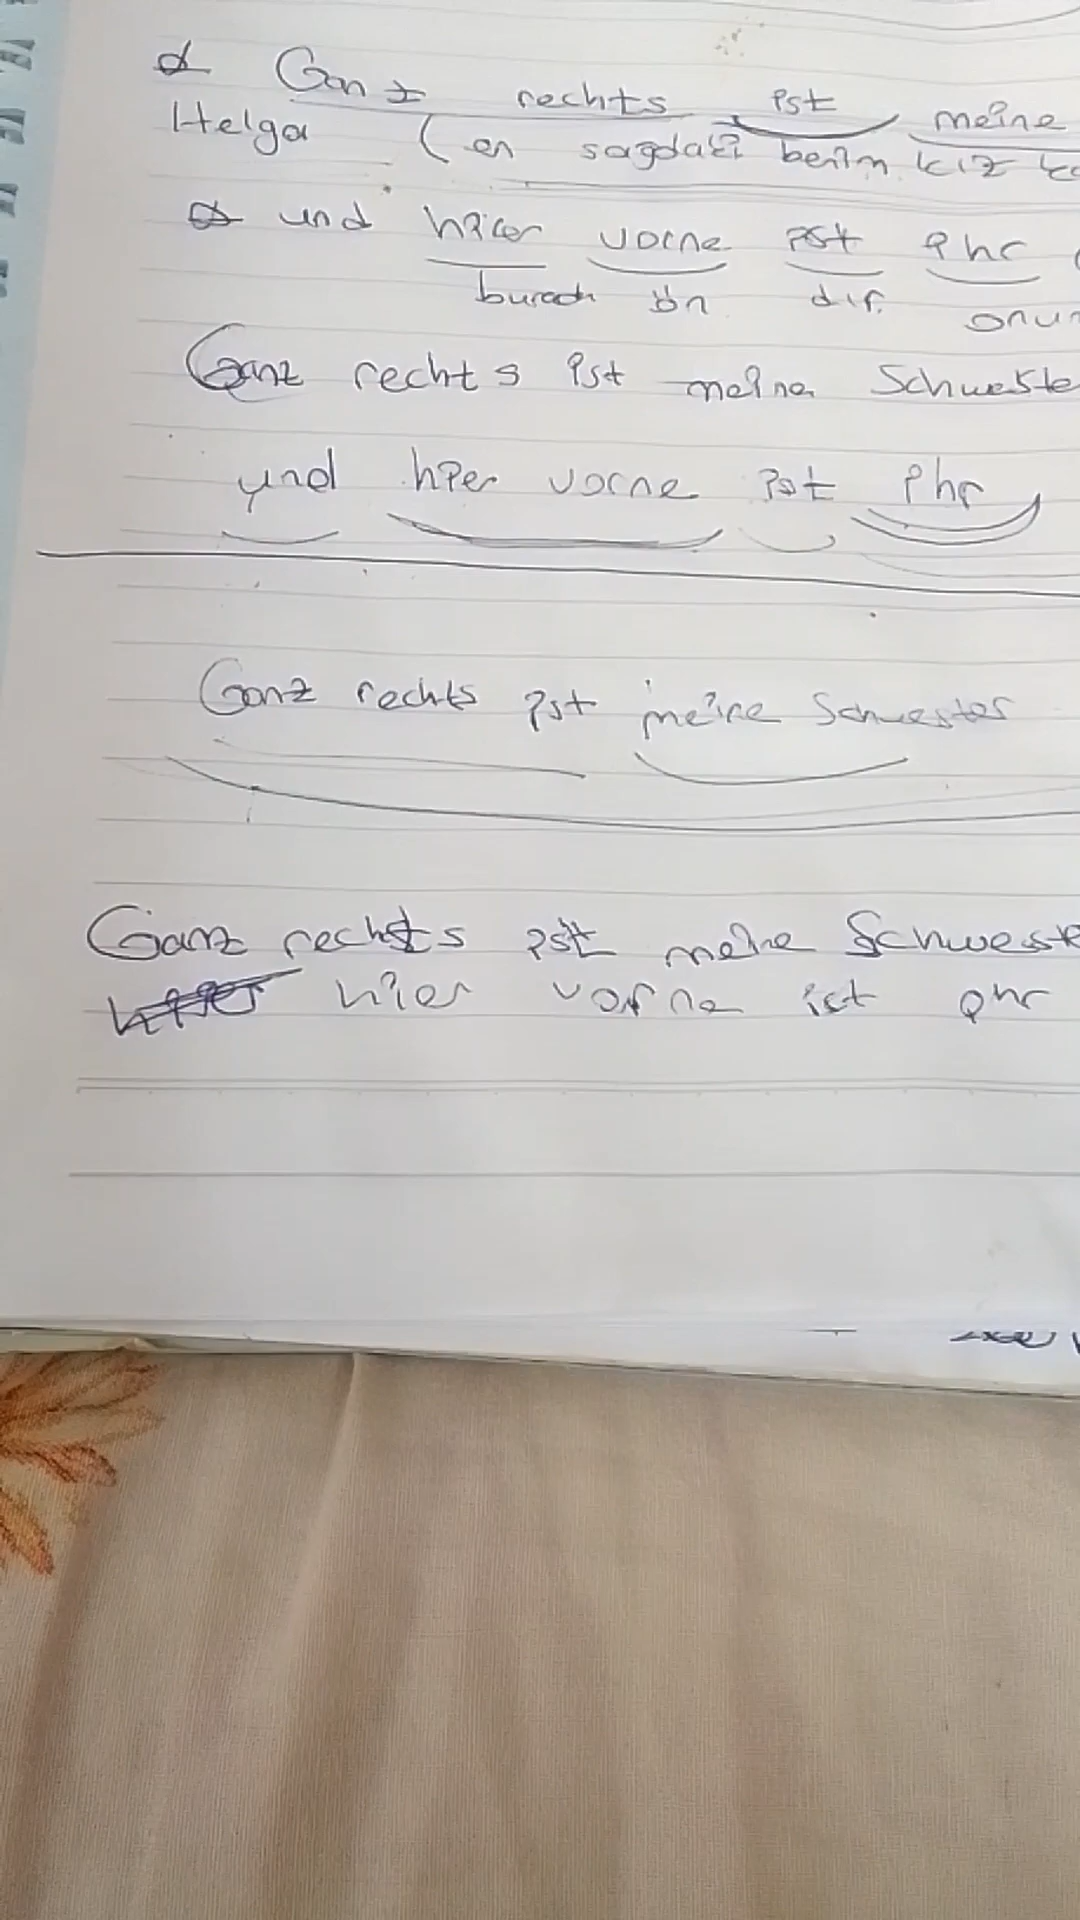 d Ganz rechts ist meine
Helga (en sağdaki benim kız
und hier vorne ist ihr
burada ön dir.
Ganz rechts ist meine Schweste
und hier vorne ist ihr
Ganz rechts ist meine Schwester
Ganz rechts ist meine Schweste
hier vorne ist ihr